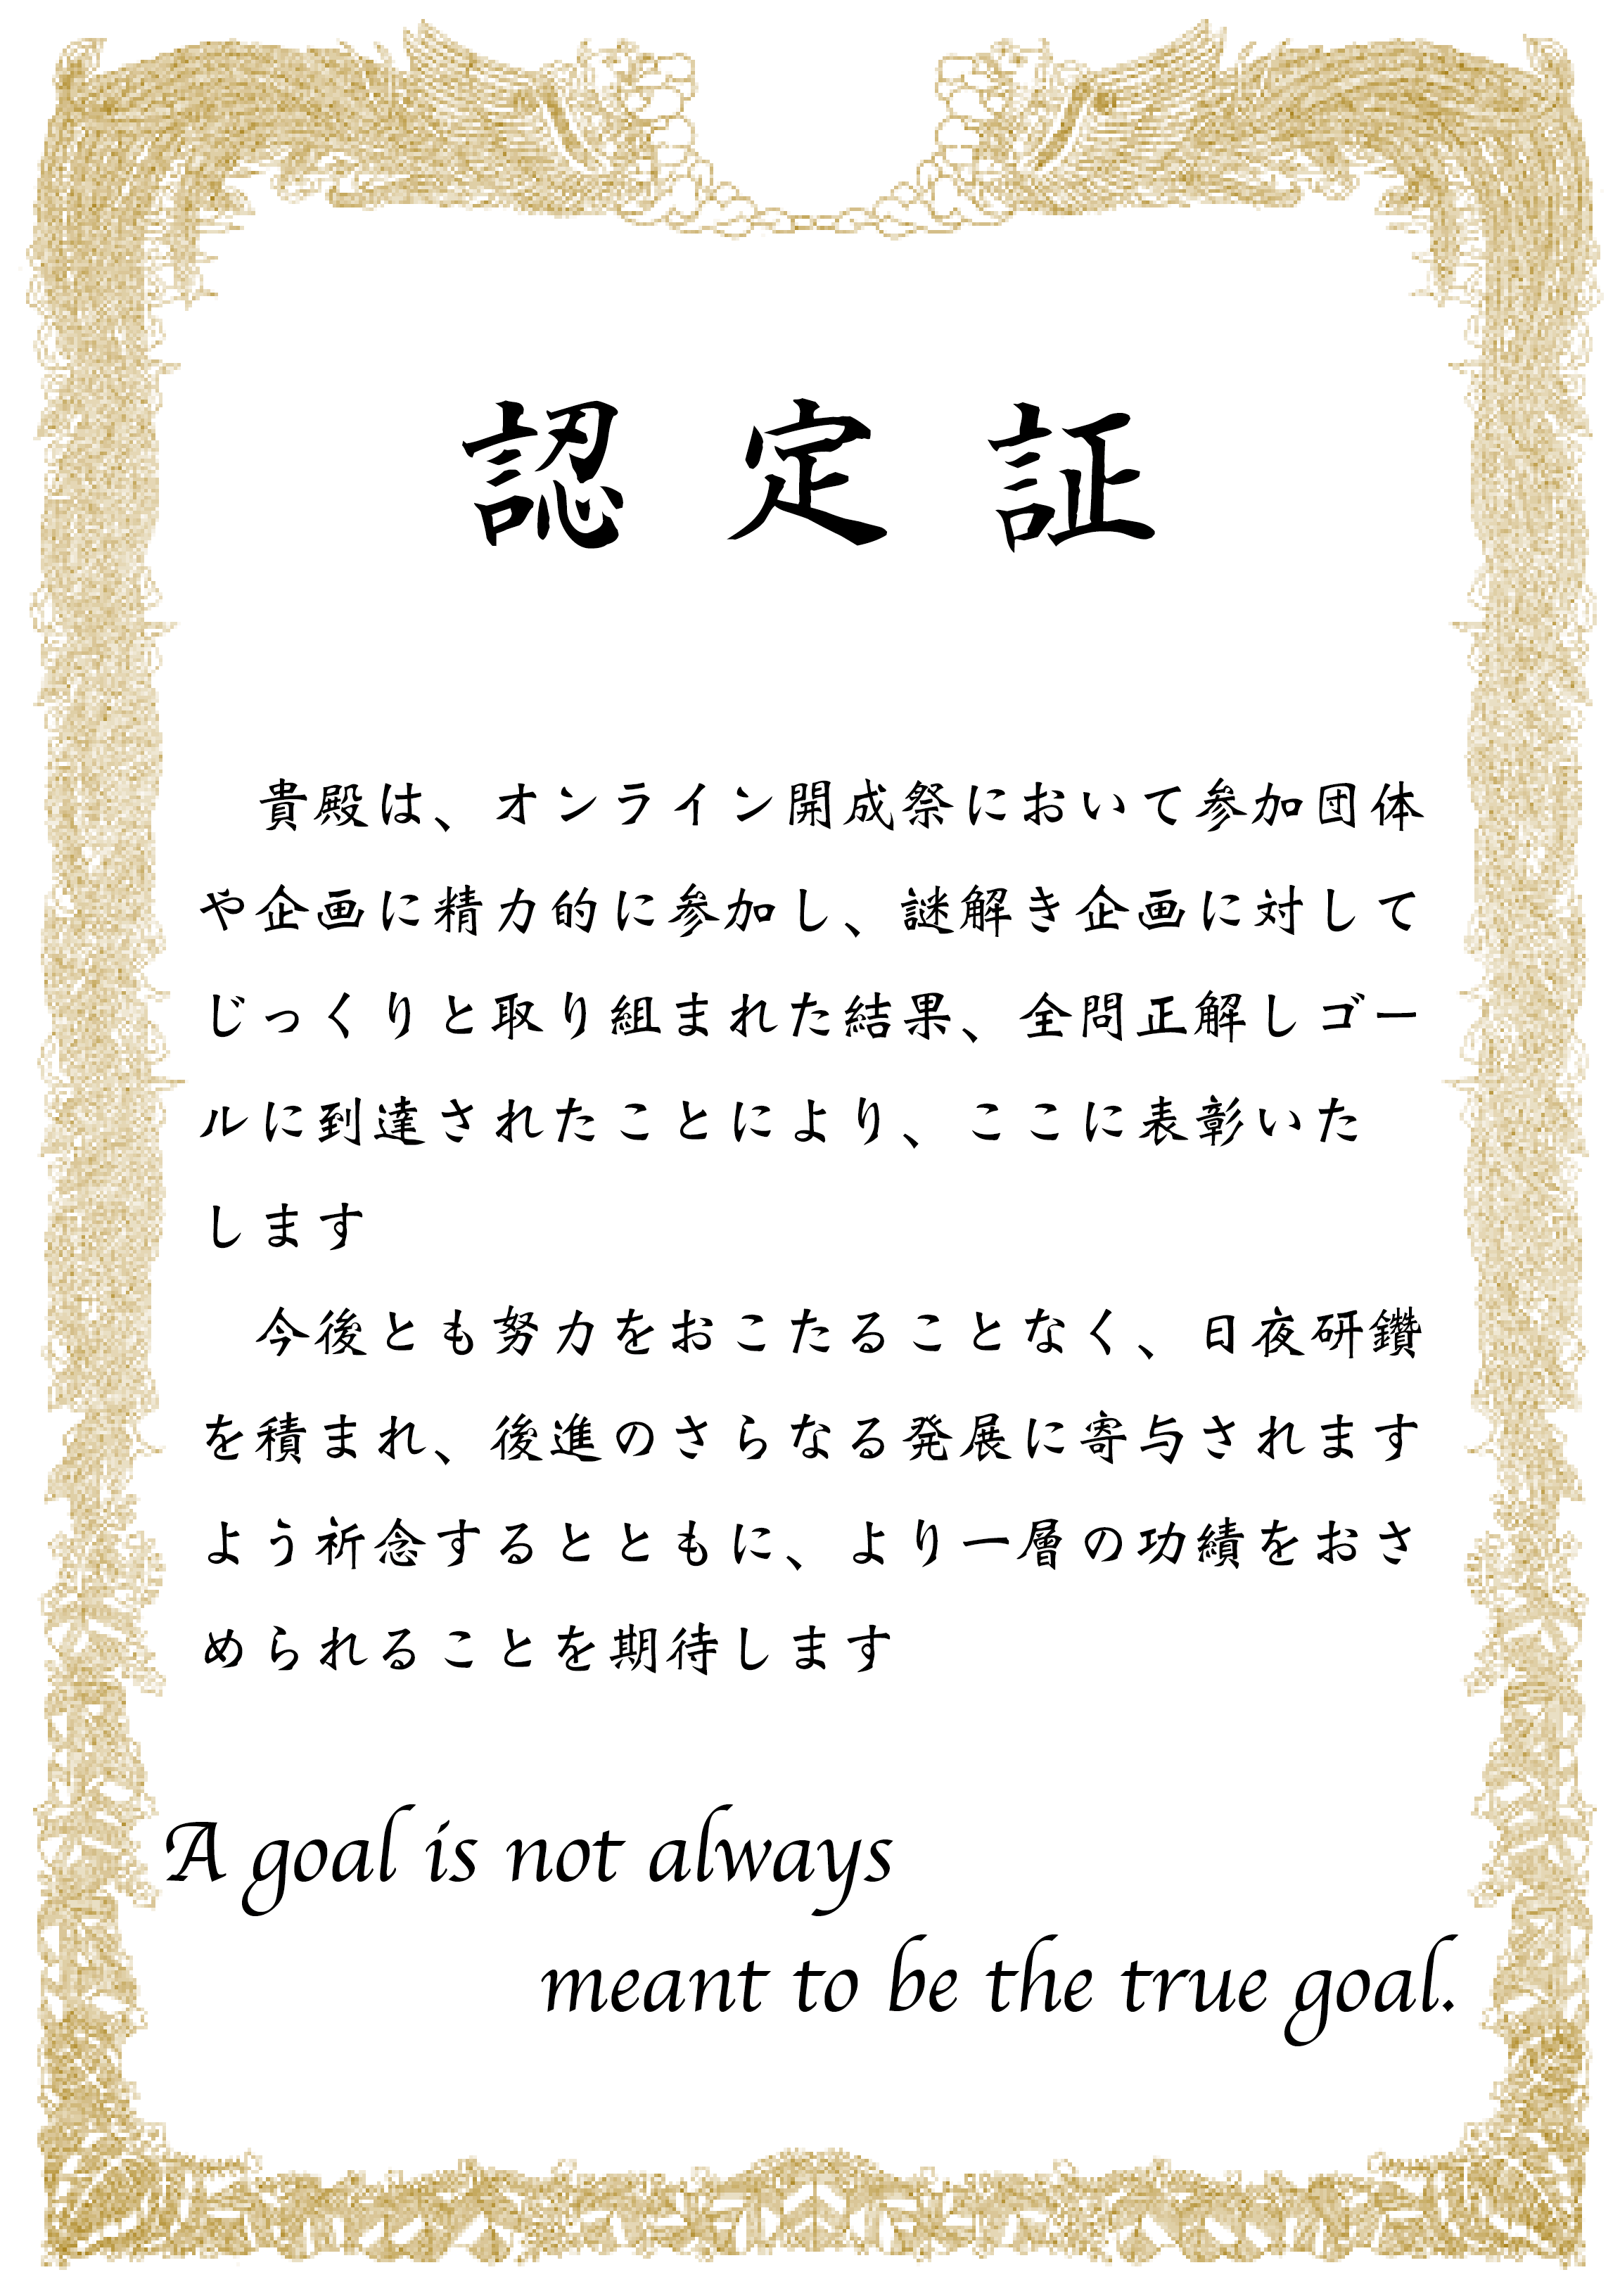 認定証
　貴殿は、オンライン開成祭において参加団体
や企画に精力的に参加し、謎解き企画に対して
じっくりと取り組まれた結果、全問正解しゴー
ルに到達されたことにより、ここに表彰いた
します
　今後とも努力をおこたることなく、日夜研鑽
を積まれ、後進のさらなる発展に寄与されます
よう祈念するとともに、より一層の功績をおさ
められることを期待します
A goal is not always
meant to be the true goal.